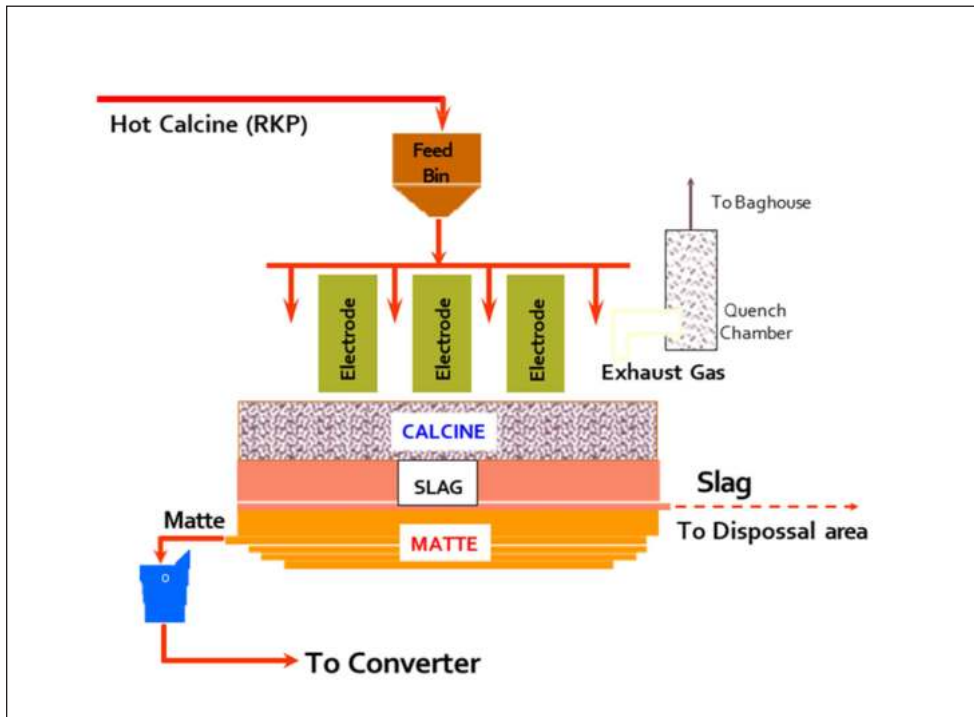 Hot Calcine (RKP)
Feed
Bin
To Baghouse
Electrode
Electrode
Electrode
Quench
Chamber
Exhaust Gas
CALCINE
SLAG
Slag
Matte
To Dispossal area
MATTE
O
To Converter